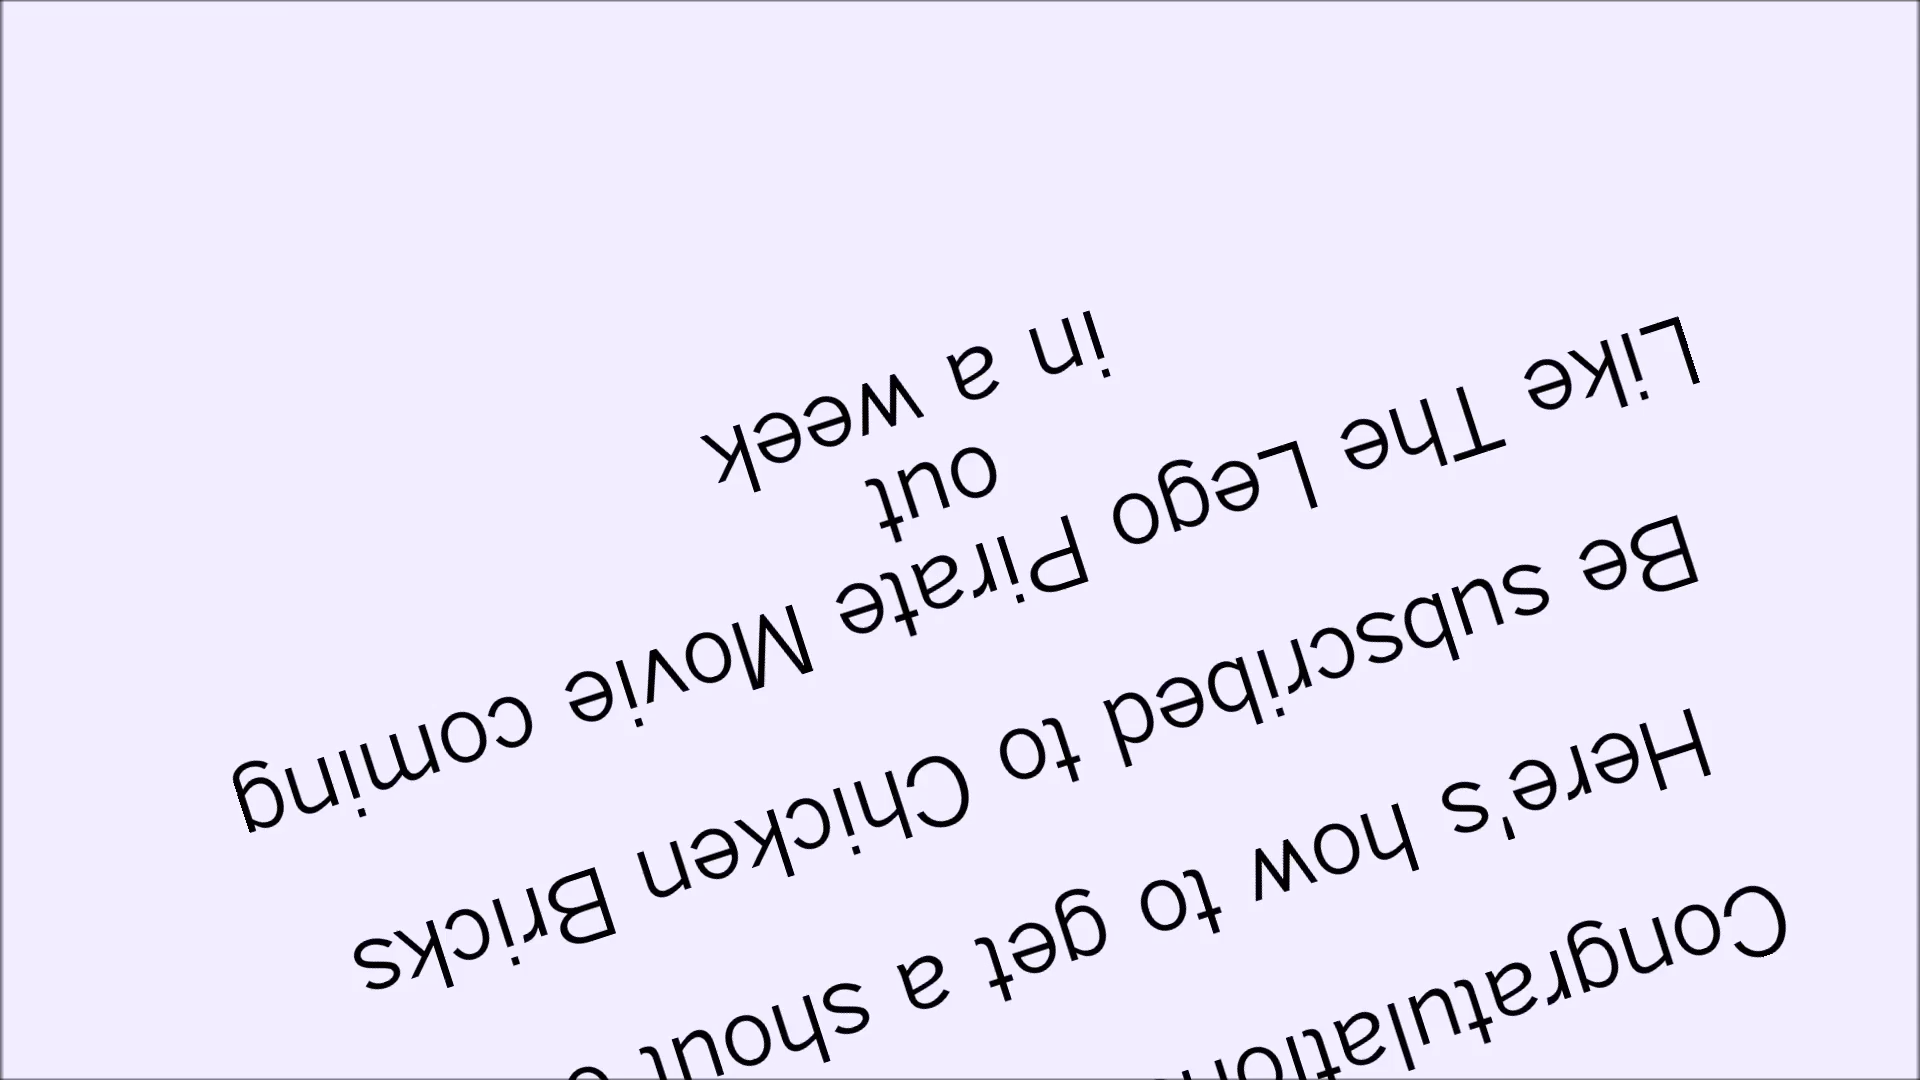 Congratulation
Here's how to get a shout
Be subscribed to Chicken Bricks
Like The Lego Pirate Movie coming
out
in a week